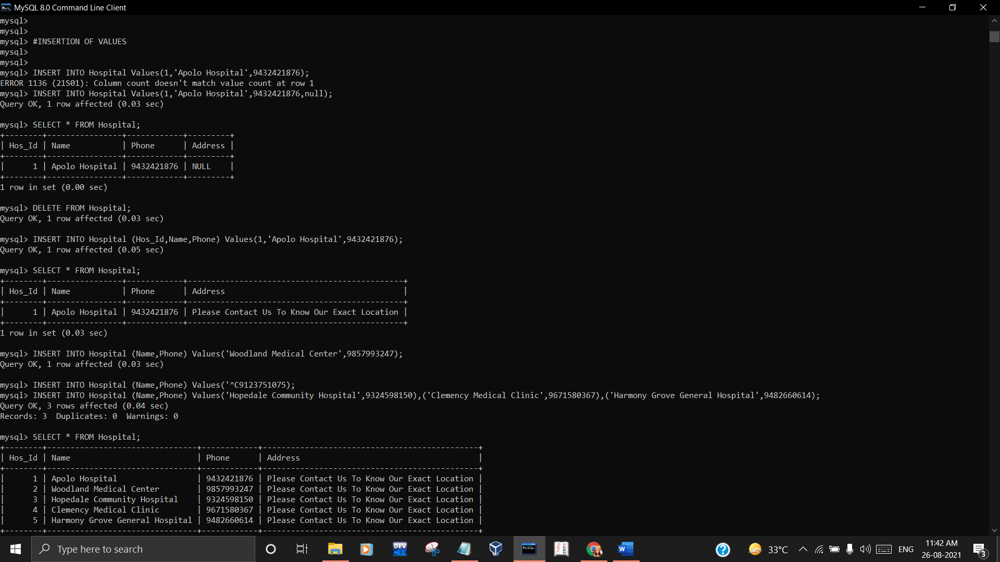 MySQL 8.0 Command Line Client
mysql>
mysql>
mysql> #INSERTION OF VALUES
mysql>
mysql>
mysql> INSERT INTO Hospital Values(1,'Apolo Hospital',9432421876);
ERROR 1136 (21S01): Column count doesn't match value count at row 1
mysql> INSERT INTO Hospital Values(1,'Apolo Hospital',9432421876,null);
Query OK, 1 row affected (0.03 sec)
mysql> SELECT * FROM Hospital;
+--------+----------------+------------+---------+
| Hos_Id | Name           | Phone      | Address |
+--------+----------------+------------+---------+
|      1 | Apolo Hospital | 9432421876 | NULL    |
+--------+----------------+------------+---------+
1 row in set (0.00 sec)
mysql> DELETE FROM Hospital;
Query OK, 1 row affected (0.03 sec)
mysql> INSERT INTO Hospital (Hos_Id,Name,Phone) Values(1,'Apolo Hospital',9432421876);
Query OK, 1 row affected (0.05 sec)
mysql> SELECT * FROM Hospital;
+--------+----------------+------------+----------------------------------------------+
| Hos_Id | Name           | Phone      | Address                                      |
+--------+----------------+------------+----------------------------------------------+
|      1 | Apolo Hospital | 9432421876 | Please Contact Us To Know Our Exact Location |
+--------+----------------+------------+----------------------------------------------+
1 row in set (0.03 sec)
mysql> INSERT INTO Hospital (Name,Phone) Values('Woodland Medical Center',9857993247);
Query OK, 1 row affected (0.03 sec)
mysql> INSERT INTO Hospital (Name,Phone) Values('^C9123751075);
mysql> INSERT INTO Hospital (Name,Phone) Values('Hopedale Community Hospital',9324598150),('Clemency Medical Clinic',9671580367),('Harmony Grove General Hospital',9482660614);
Query OK, 3 rows affected (0.04 sec)
Records: 3  Duplicates: 0  Warnings: 0
mysql> SELECT * FROM Hospital;
+--------+--------------------------------+------------+----------------------------------------------+
| Hos_Id | Name                           | Phone      | Address                                      |
+--------+--------------------------------+------------+----------------------------------------------+
|      1 | Apolo Hospital                 | 9432421876 | Please Contact Us To Know Our Exact Location |
|      2 | Woodland Medical Center        | 9857993247 | Please Contact Us To Know Our Exact Location |
|      3 | Hopedale Community Hospital    | 9324598150 | Please Contact Us To Know Our Exact Location |
|      4 | Clemency Medical Clinic        | 9671580367 | Please Contact Us To Know Our Exact Location |
|      5 | Harmony Grove General Hospital | 9482660614 | Please Contact Us To Know Our Exact Location |
+--------+--------------------------------+------------+----------------------------------------------+
Type here to search
DEV C++
MySQL
Tally ERP9
W
?
33°C
ENG
11:42 AM
26-08-2021
3